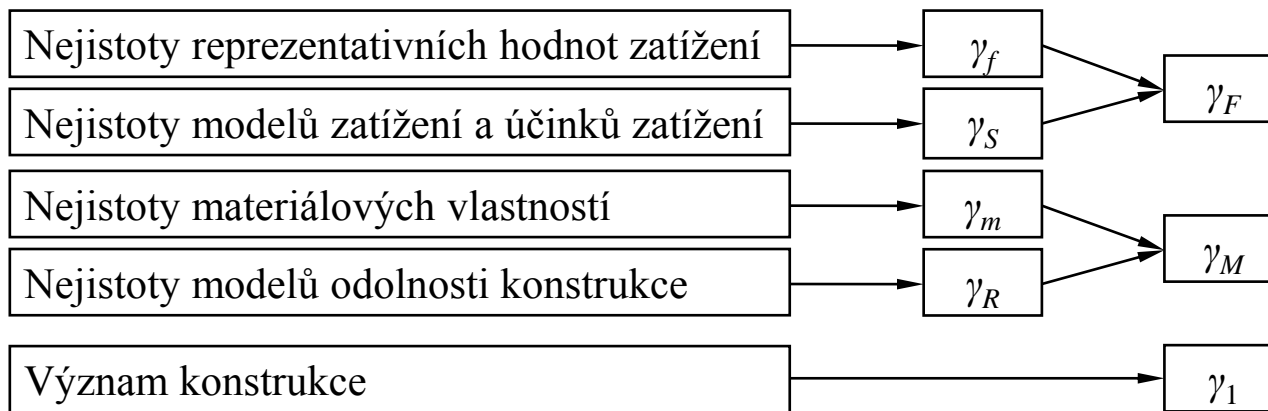 Nejistoty reprezentativních hodnot zatížení γf
Nejistoty modelů zatížení a účinků zatížení γS
γF
Nejistoty materiálových vlastností γm
Nejistoty modelů odolnosti konstrukce γR
γM
Význam konstrukce γ1